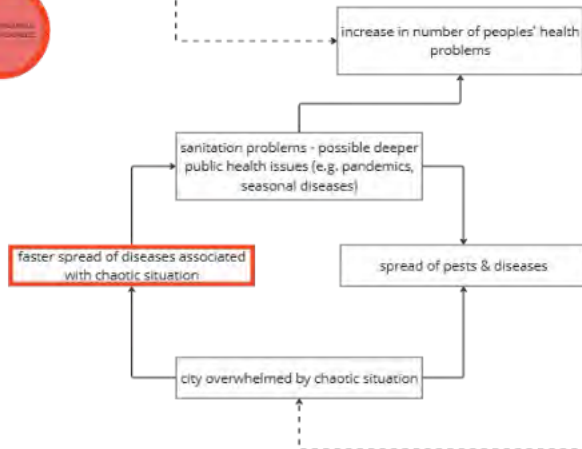 increase in number of peoples' health
problems
sanitation problems - possible deeper
public health issues (e.g. pandemics,
seasonal diseases)
faster spread of diseases associated
with chaotic situation
spread of pests & diseases
city overwhelmed by chaotic situation